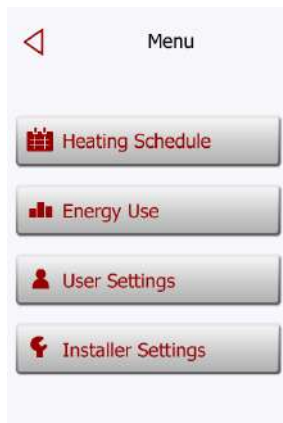 Menu
Heating Schedule
Energy Use
User Settings
Installer Settings